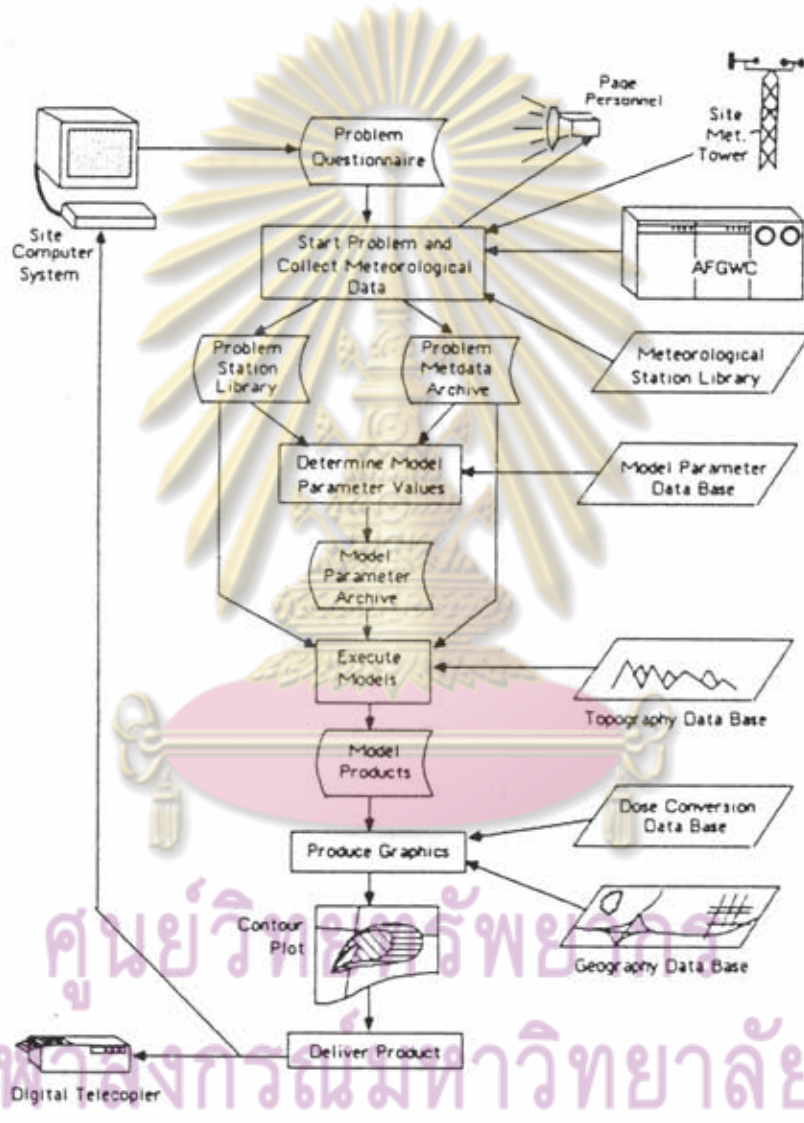 Page
Personnel
Site
Met.
Tower
Problem
Questionnaire
Site
Computer
System
Start Problem and
Collect Meteorological
Data
AFGWC
Problem
Station
Library
Problem
Metdata
Archive
Meteorological
Station Library
Determine Model
Parameter Values
Model Parameter
Data Base
Model
Parameter
Archive
Execute
Models
Topography Data Base
Model
Products
Dose Conversion
Data Base
Produce Graphics
Contour
Plot
Geography Data Base
ศูนย์วิทยทรัพยากร
Deliver Product
Digital Telecopier
จุฬาลงกรณ์มหาวิทยาลัย